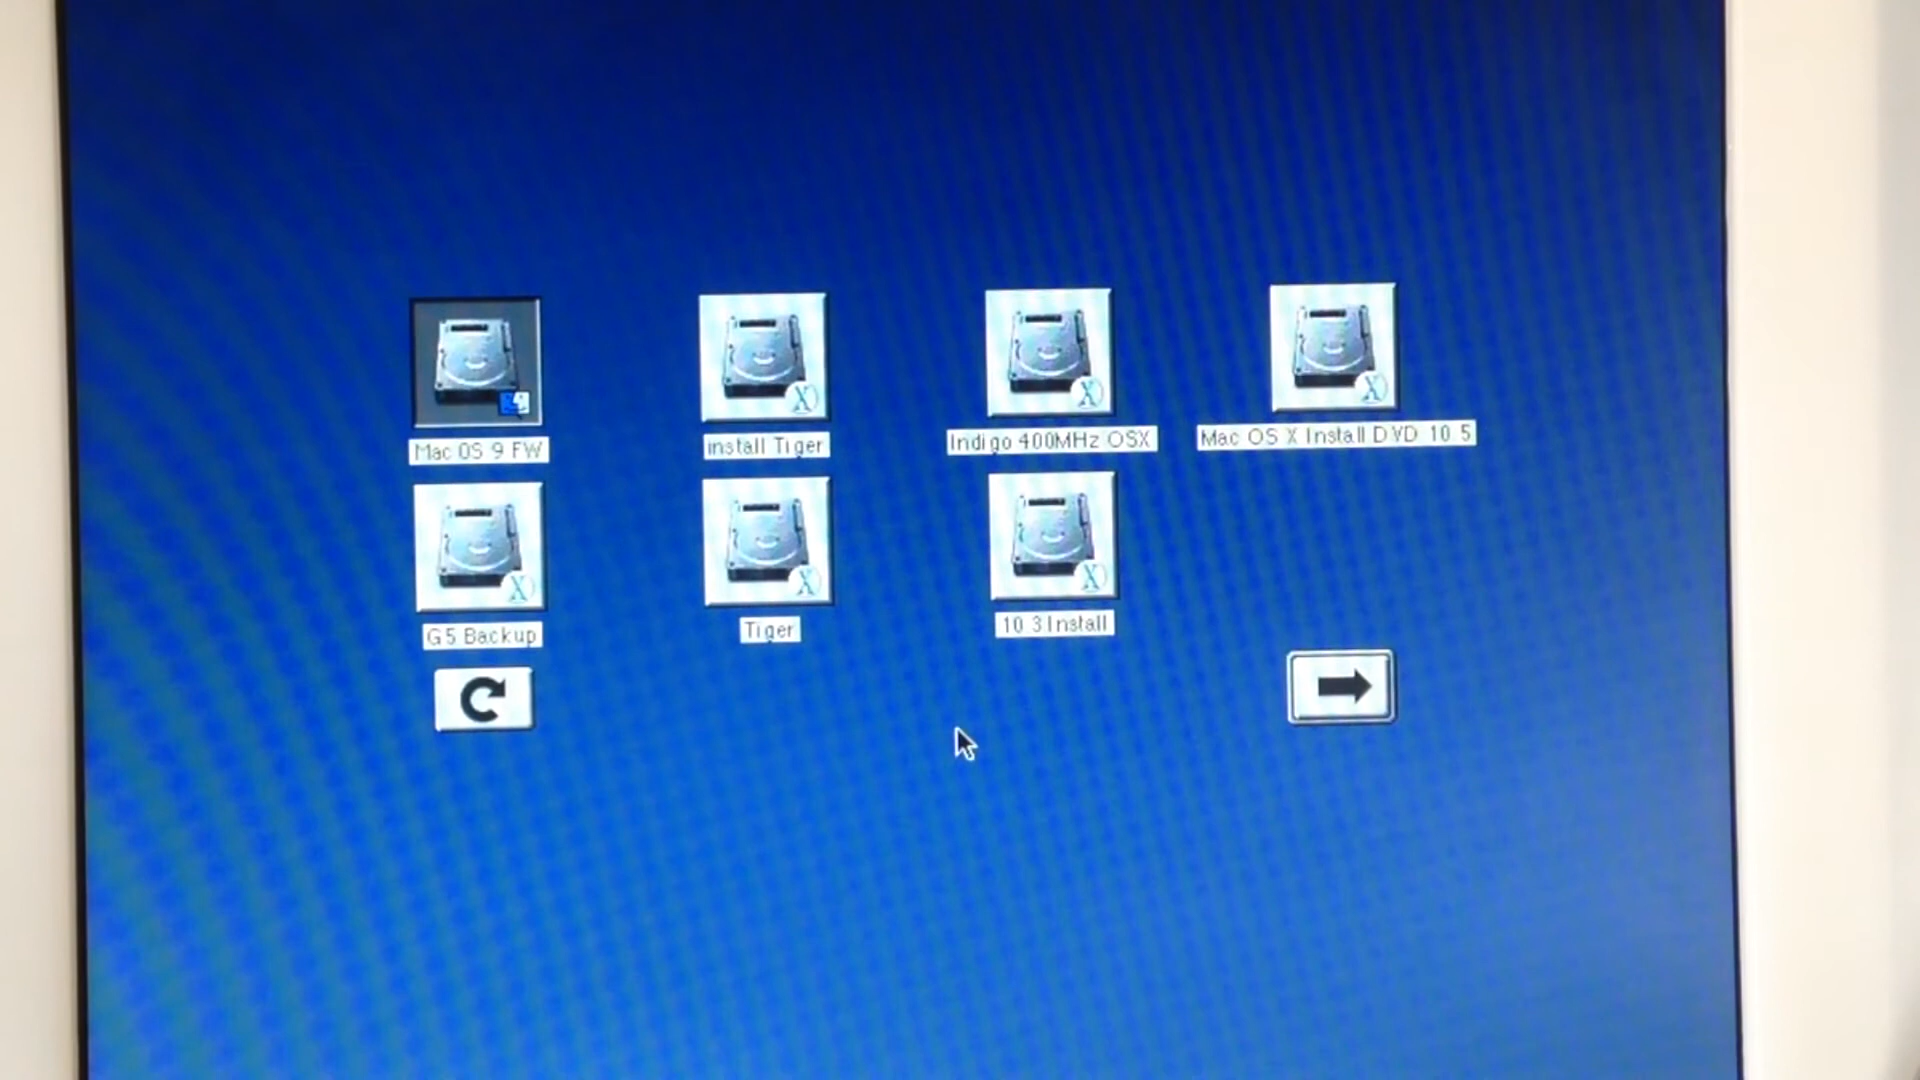 Mac OS 9 FW
install Tiger
Indigo 400MHz OSX
Mac OS X Install DVD 10 5
G5 Backup
Tiger
10 3 Install